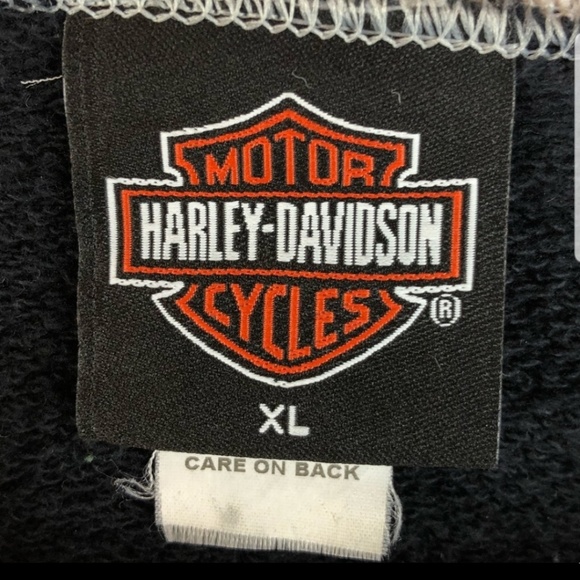 MOTOR
HARLEY-DAVIDSON
CYCLES ®
XL
CARE ON BACK